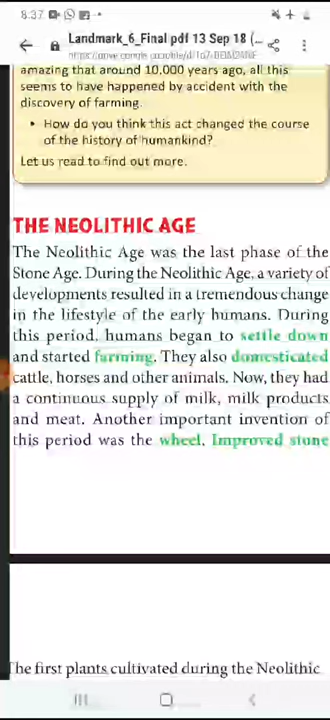 8:37
Landmark_6_Final pdf 13 Sep 18 (...
amazing that around 10,000 years ago, all this
seems to have happened by accident with the
discovery of farming.
• How do you think this act changed the course
of the history of humankind?
Let us read to find out more.
THE NEOLITHIC AGE
The Neolithic Age was the last phase of the
Stone Age. During the Neolithic Age, a variety of
developments resulted in a tremendous change
in the lifestyle of the early humans. During
this period, humans began to settle down
and started farming. They also domesticated
cattle, horses and other animals. Now, they had
a continuous supply of milk, milk products
and meat. Another important invention of
this period was the wheel. Improved stone
The first plants cultivated during the Neolithic